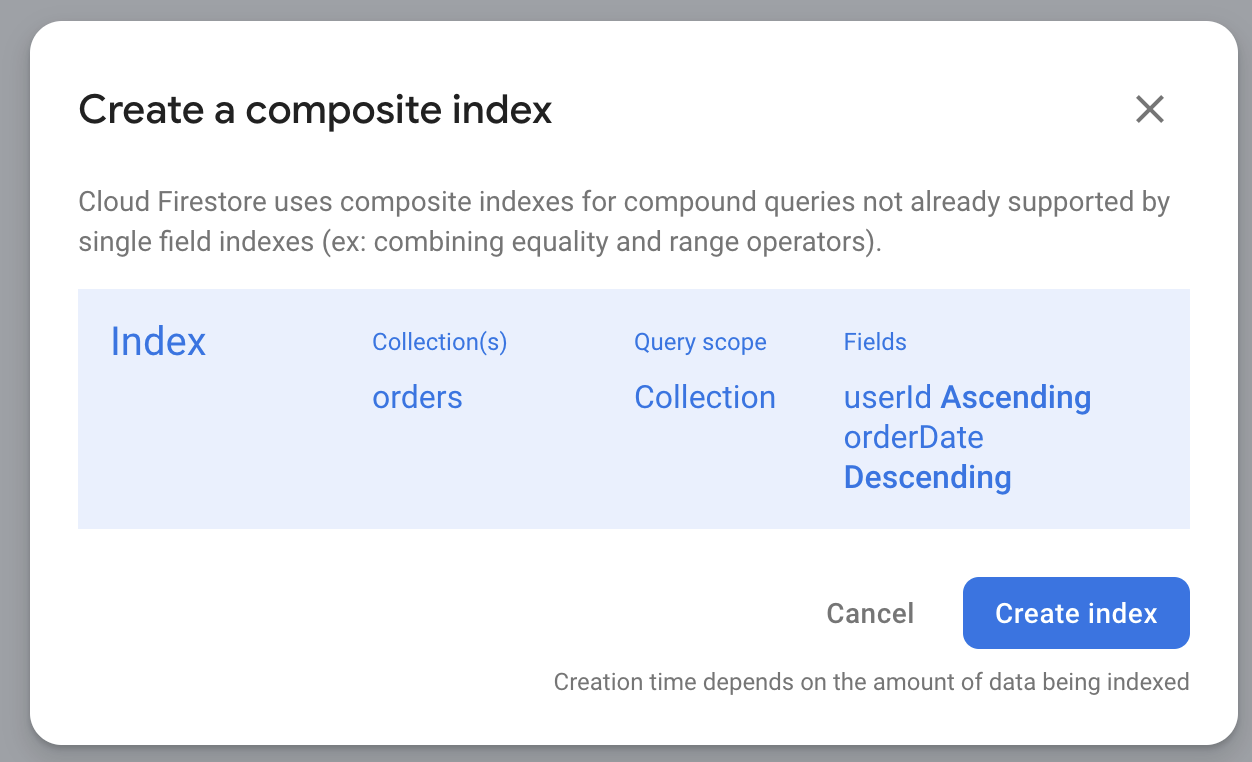 Create a composite index
Cloud Firestore uses composite indexes for compound queries not already supported by
single field indexes (ex: combining equality and range operators).
Index
Collection(s)
Query scope
Fields
orders
Collection
userId Ascending
orderDate
Descending
Cancel
Create index
Creation time depends on the amount of data being indexed